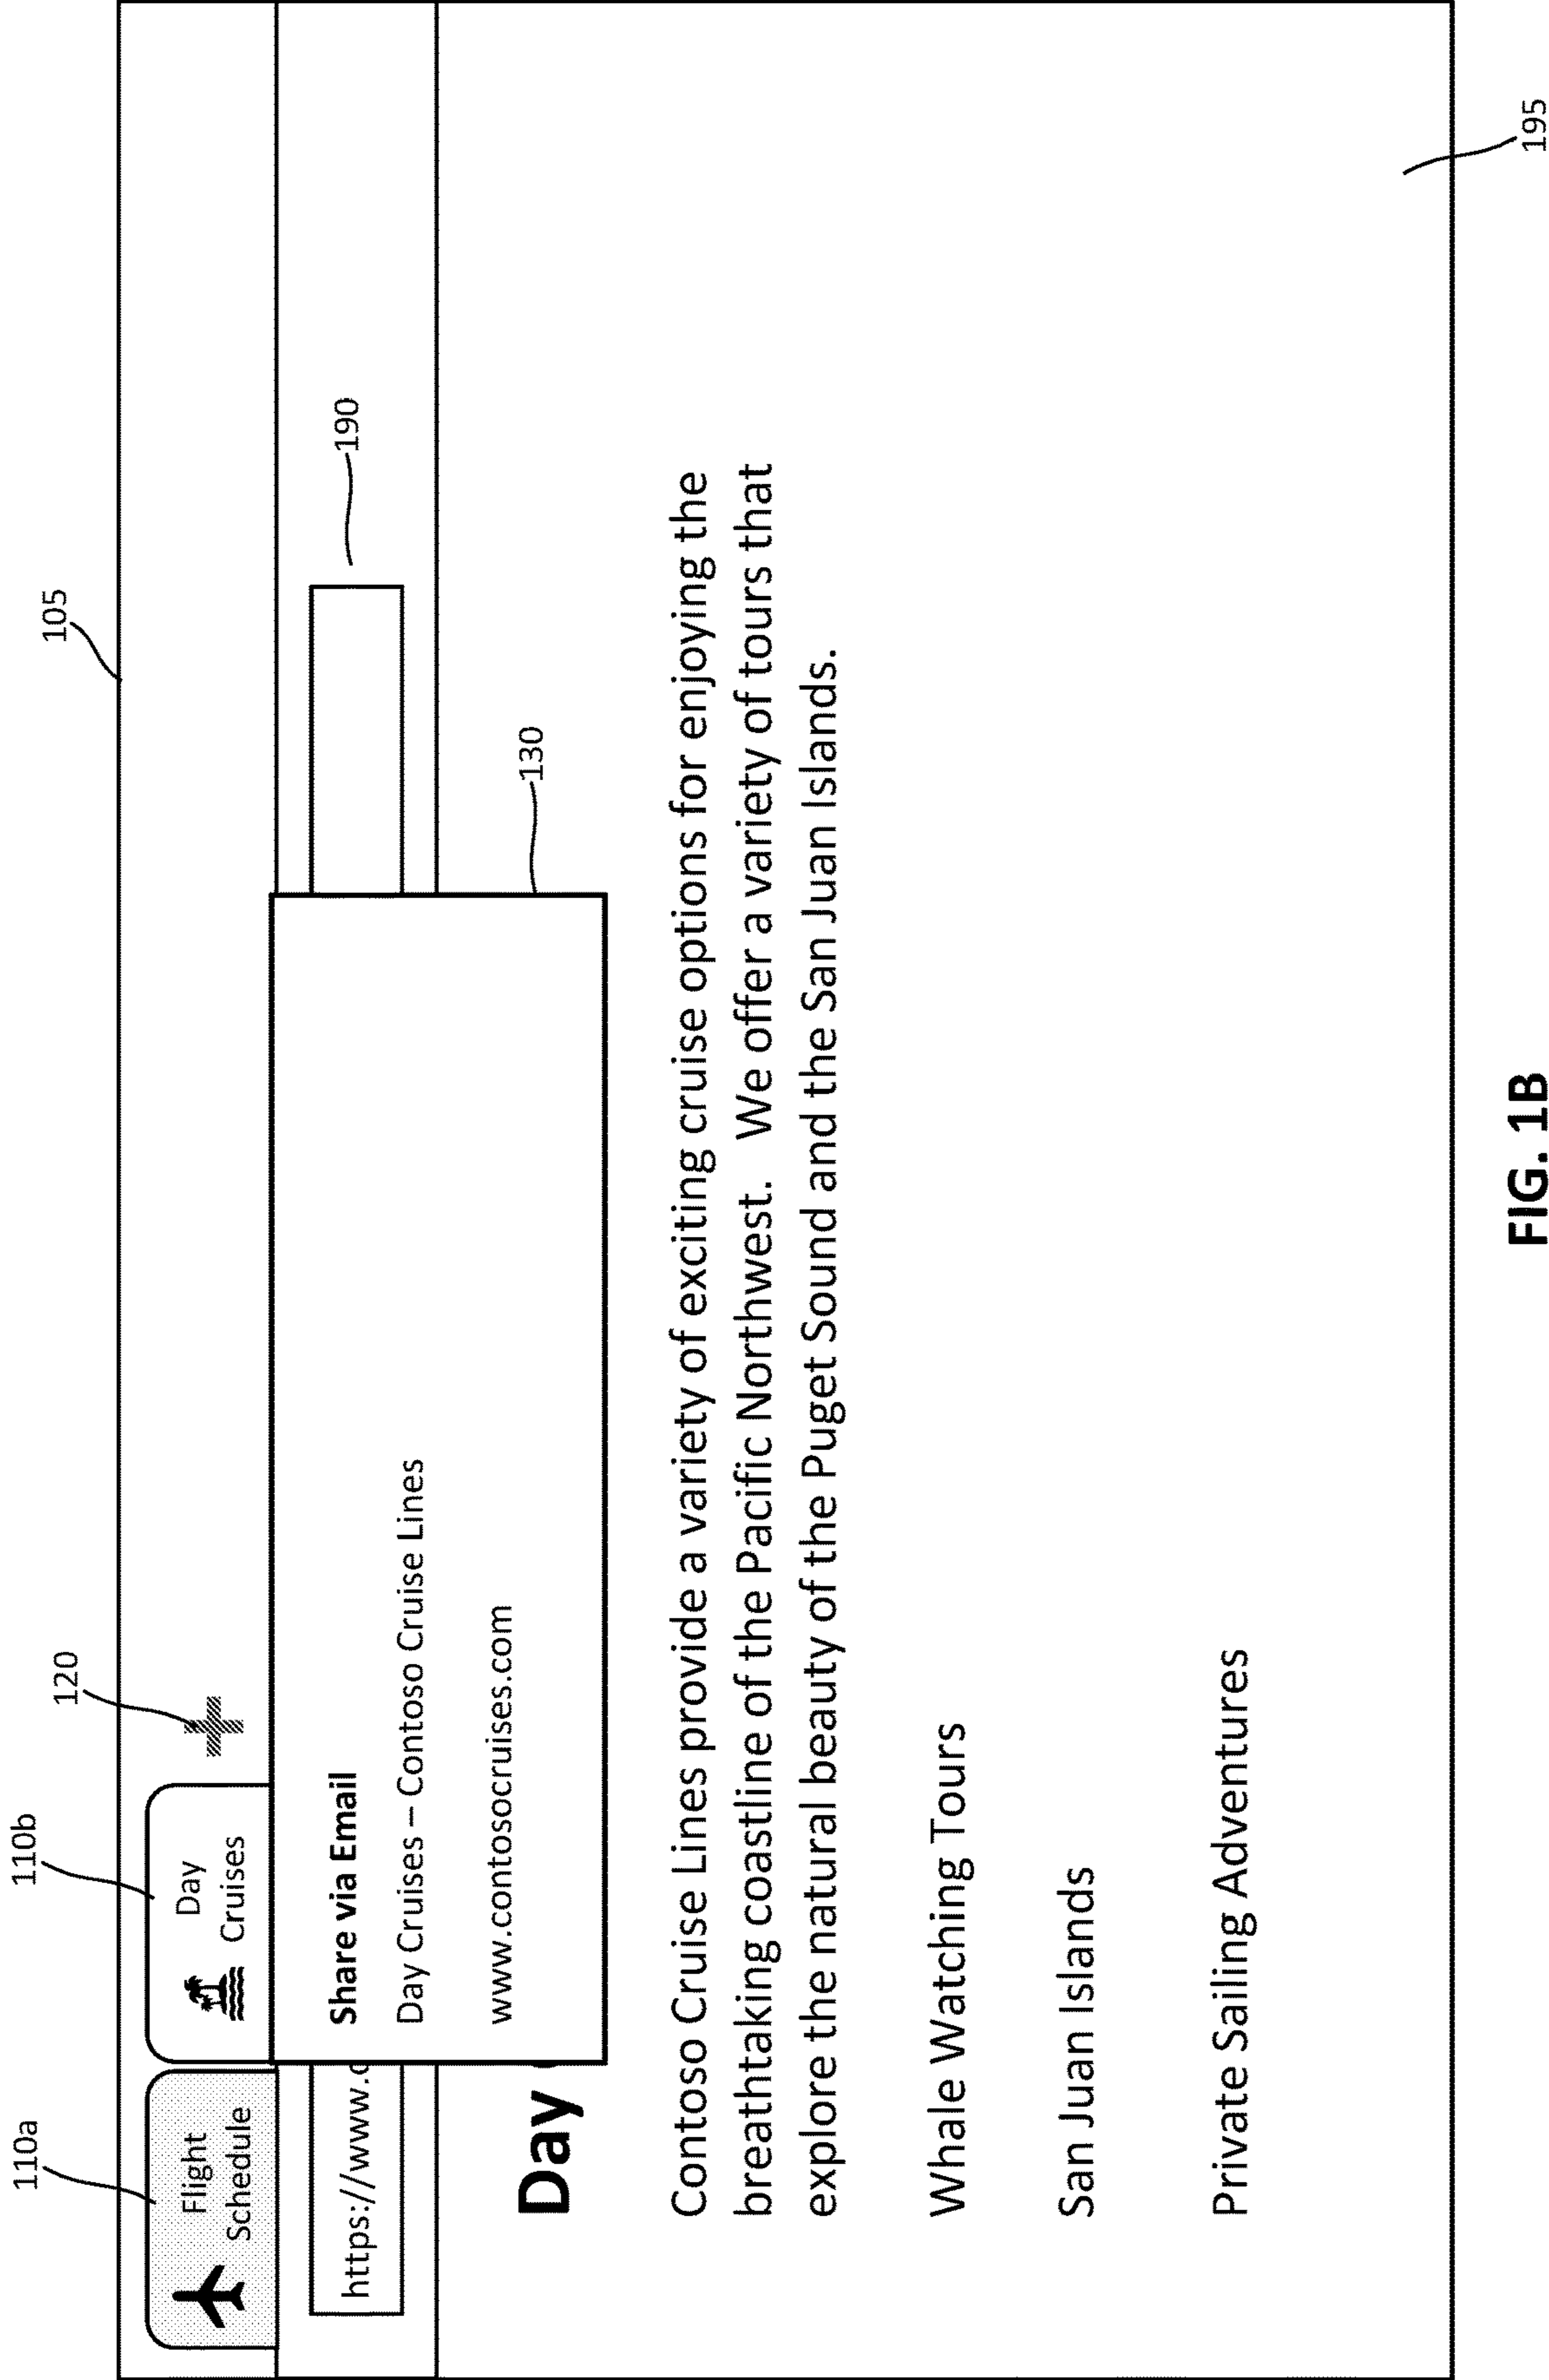 105
110a
110b
120
Flight
Schedule
Day
Cruises
https://www.c
190
Share via Email
Day Cruises – Contoso Cruise Lines
www.contosocruises.com
130
Day
Contoso Cruise Lines provide a variety of exciting cruise options for enjoying the
breathtaking coastline of the Pacific Northwest. We offer a variety of tours that
explore the natural beauty of the Puget Sound and the San Juan Islands.
Whale Watching Tours
San Juan Islands
Private Sailing Adventures
195
FIG. 1B